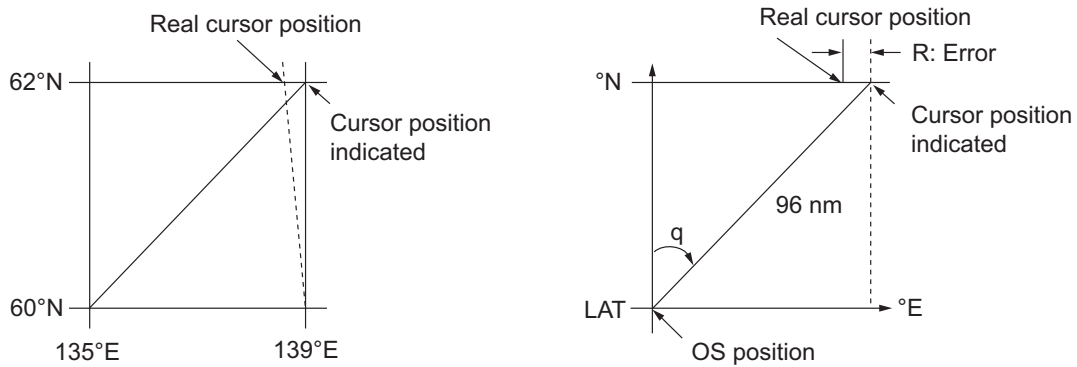 Real cursor position
62°N
Cursor position
indicated
60°N
135°E
139°E
Real cursor position
R: Error
°N
Cursor position
indicated
96 nm
q
LAT
°E
OS position